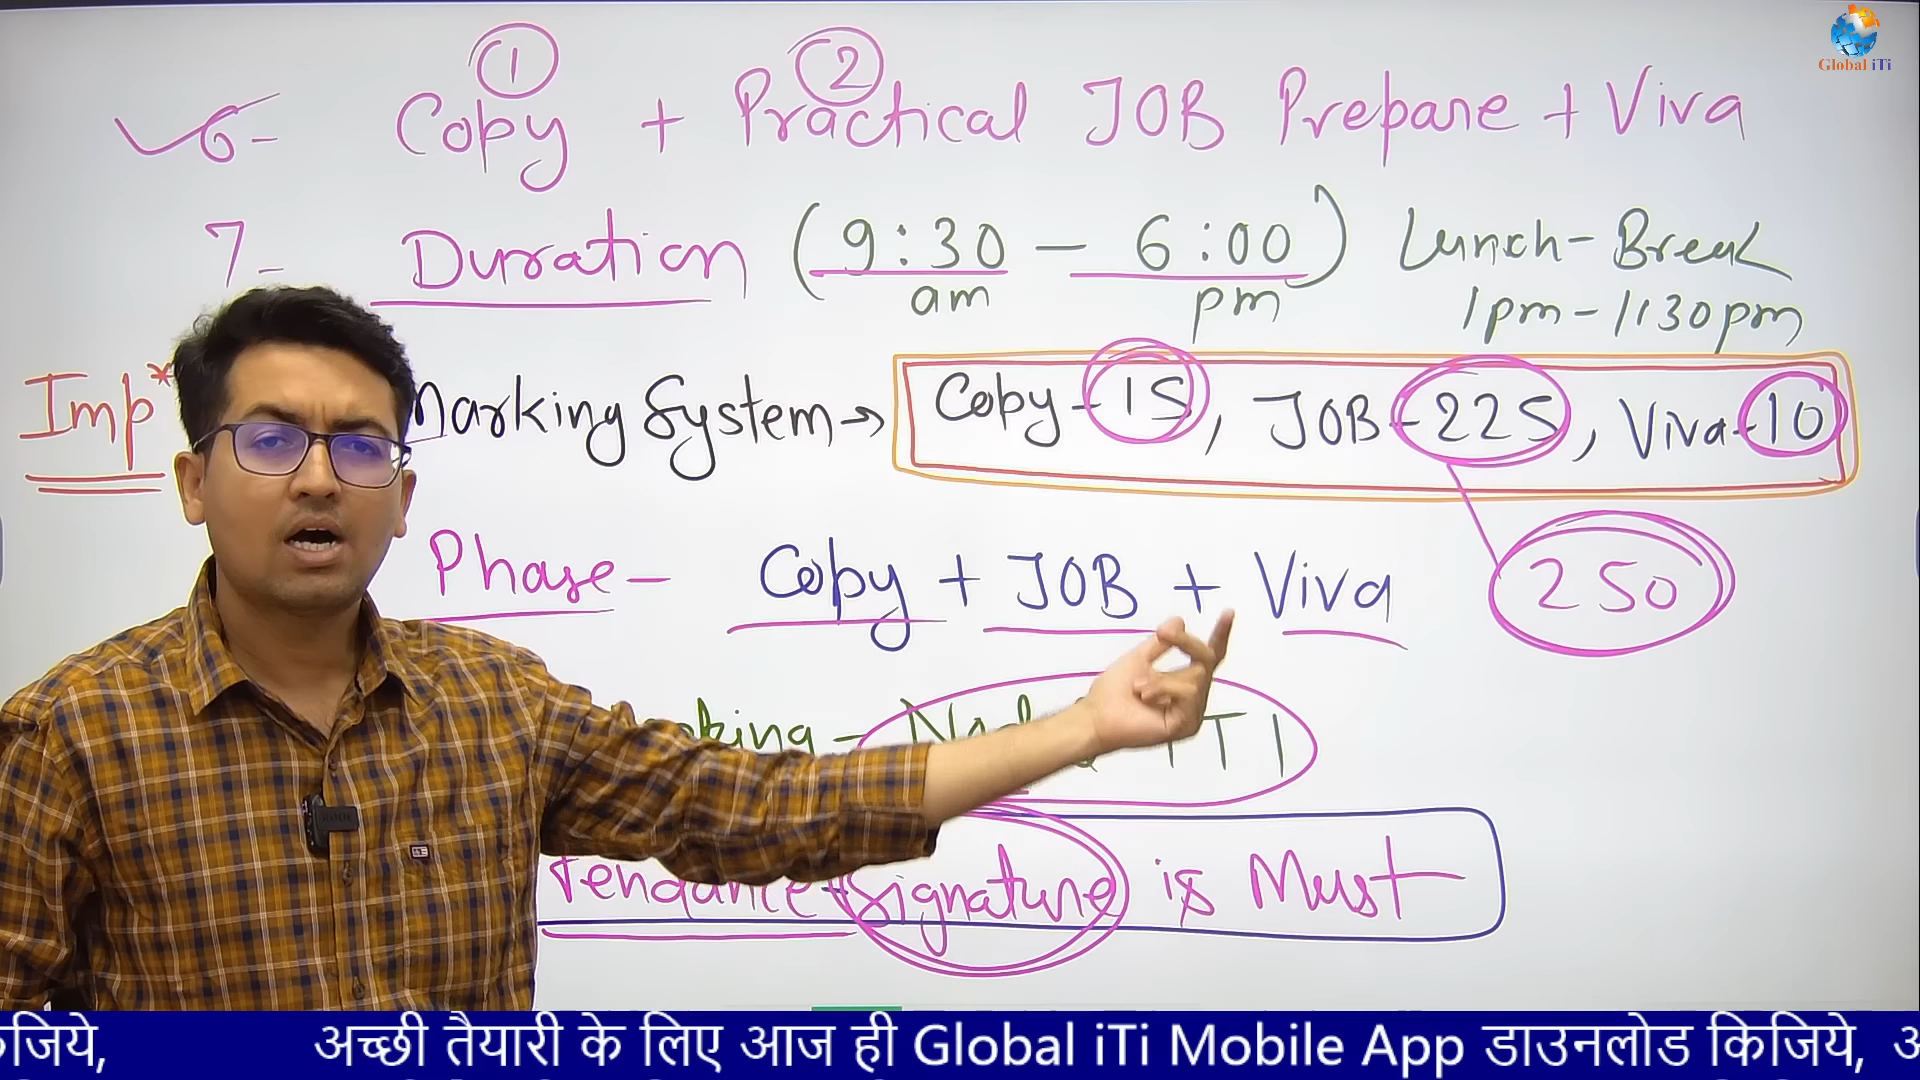 Global iTi
1 2
6- Copy + Practical JOB Prepare + Viva
7- Duration (9:30 am - 6:00 pm) Lunch-Break
1pm-1:30pm
Imp* Marking System → Copy-15, JOB-225, Viva-10
Phase- Copy + JOB + Viva 250
- ITI
Signature is Must
किजिये, अच्छी तैयारी के लिए आज ही Global iTi Mobile App डाउनलोड किजिये, अ